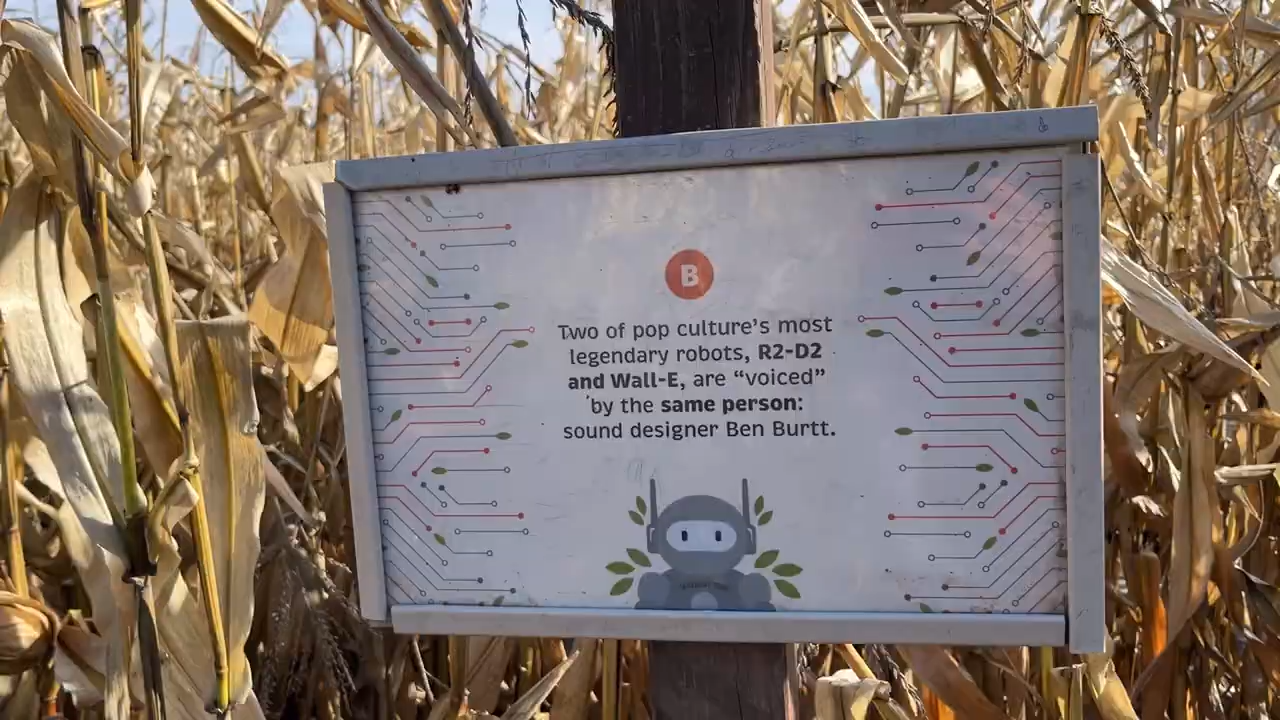 B
Two of pop culture's most
legendary robots, R2-D2
and Wall-E, are "voiced"
by the same person:
sound designer Ben Burtt.